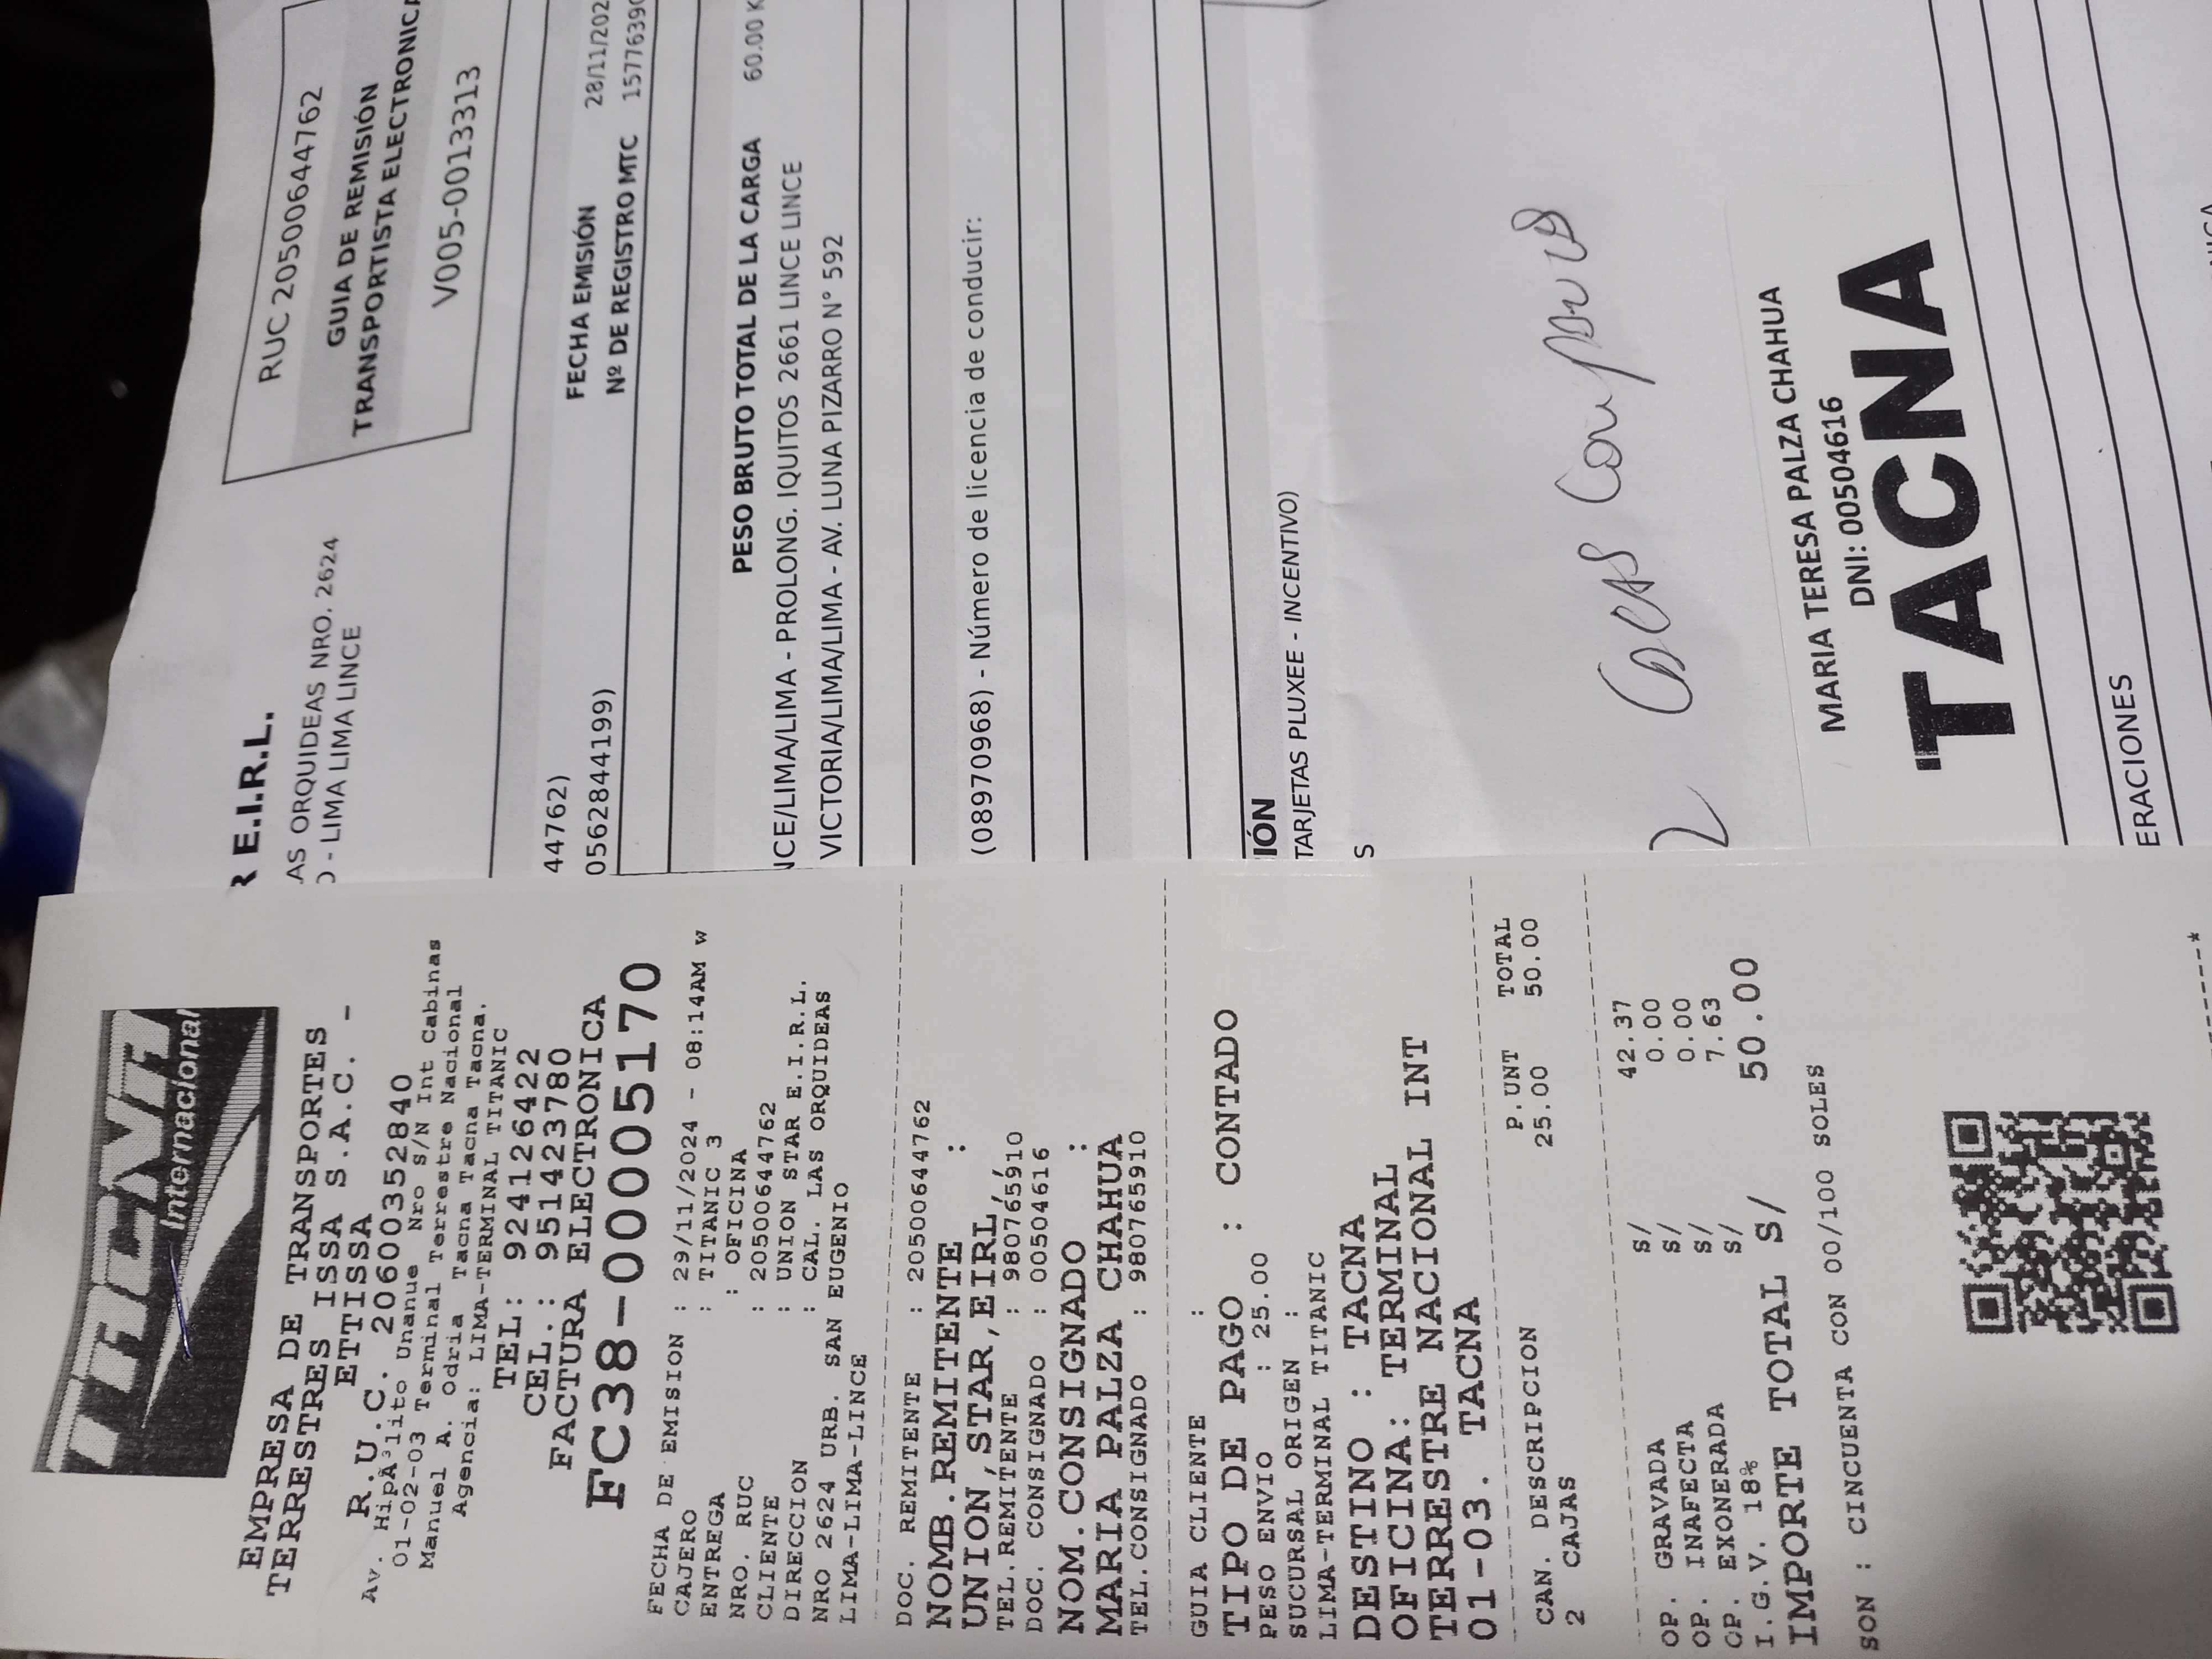 TACNA
Internacional
EMPRESA DE TRANSPORTES
TERRESTRES ISSA S.A.C. -
ETTISSA
R.U.C. 20600352840
Av. HipÃ³lito Unanue Nro S/N Int Cabinas
01-02-03 Terminal Terrestre Nacional
Manuel A. Odria Tacna Tacna Tacna.
Agencia: LIMA-TERMINAL TITANIC
TEL: 924126422
CEL.: 951423780
FACTURA ELECTRONICA
FC38-00005170
FECHA DE EMISION : 29/11/2024 - 08:14AM w
CAJERO : TITANIC 3
ENTREGA : OFICINA
NRO. RUC : 20500644762
CLIENTE : UNION STAR E.I.R.L.
DIRECCION : CAL. LAS ORQUIDEAS
NRO 2624 URB. SAN EUGENIO
LIMA-LIMA-LINCE
DOC. REMITENTE : 20500644762
NOMB.REMITENTE :
UNION,STAR,EIRL,,
TEL.REMITENTE : 980765910
DOC. CONSIGNADO : 00504616
NOM.CONSIGNADO :
MARIA PALZA CHAHUA
TEL.CONSIGNADO : 980765910
GUIA CLIENTE :
TIPO DE PAGO : CONTADO
PESO ENVIO : 25.00
SUCURSAL ORIGEN :
LIMA-TERMINAL TITANIC
DESTINO : TACNA
OFICINA: TERMINAL
TERRESTRE NACIONAL INT
01-03. TACNA
CAN. DESCRIPCION P.UNT TOTAL
2 CAJAS 25.00 50.00
OP. GRAVADA S/ 42.37
OP. INAFECTA S/ 0.00
OP. EXONERADA S/ 0.00
I.G.V. 18% S/ 7.63
IMPORTE TOTAL S/ 50.00
SON : CINCUENTA CON 00/100 SOLES
R E.I.R.L.
AS ORQUIDEAS NRO. 2624
O - LIMA LIMA LINCE
RUC 20500644762
GUIA DE REMISIÓN
TRANSPORTISTA ELECTRONICA
V005-0013313
44762) FECHA EMISIÓN 28/11/202
0562844199) Nº DE REGISTRO MTC 1577639
PESO BRUTO TOTAL DE LA CARGA 60.00 K
NCE/LIMA/LIMA - PROLONG. IQUITOS 2661 LINCE LINCE
VICTORIA/LIMA/LIMA - AV. LUNA PIZARRO N° 592
(08970968) - Número de licencia de conducir:
IÓN
TARJETAS PLUXEE - INCENTIVO)
S
2
MARIA TERESA PALZA CHAHUA
DNI: 00504616
TACNA
ERACIONES